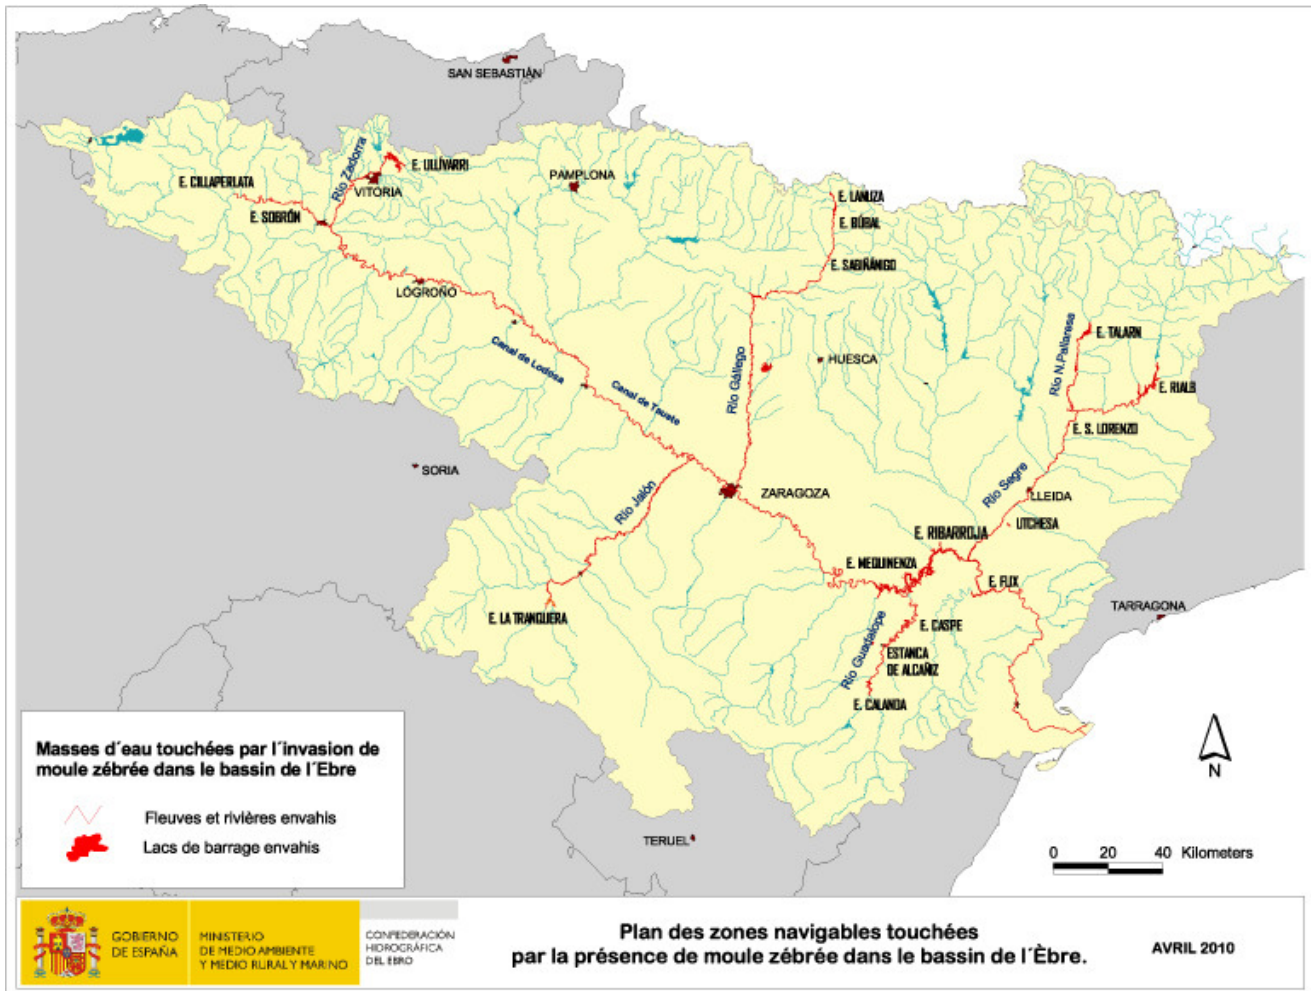 SAN SEBASTIÁN
Río Zadorra
E. ULLÍVARRI
VITORIA
PAMPLONA
E. CILLAPERLATA
E. SOBRÓN
E. LANUZA
E. BÚBAL
E. SABIÑÁNIGO
LOGROÑO
Canal de Lodosa
Canal de Tauste
Río Gállego
HUESCA
Río N.Pallaresa
E. TALARN
E. RIALB
E. S. LORENZO
SORIA
Río Jalón
ZARAGOZA
Río Segre
LLEIDA
UTCHESA
E. RIBARROJA
E. MEQUINENZA
E. FLIX
E. LA TRANQUERA
TARRAGONA
E. CASPE
Río Guadalope
ESTANCA
DE ALCAÑIZ
E. CALANDA
TERUEL
Masses d´eau touchées par l´invasion de
moule zébrée dans le bassin de l´Ebre
Fleuves et rivières envahis
Lacs de barrage envahis
N
0 20 40 Kilometers
GOBIERNO
DE ESPAÑA
MINISTERIO
DE MEDIO AMBIENTE
Y MEDIO RURAL Y MARINO
CONFEDERACIÓN
HIDROGRÁFICA
DEL EBRO
Plan des zones navigables touchées
par la présence de moule zébrée dans le bassin de l´Èbre.
AVRIL 2010